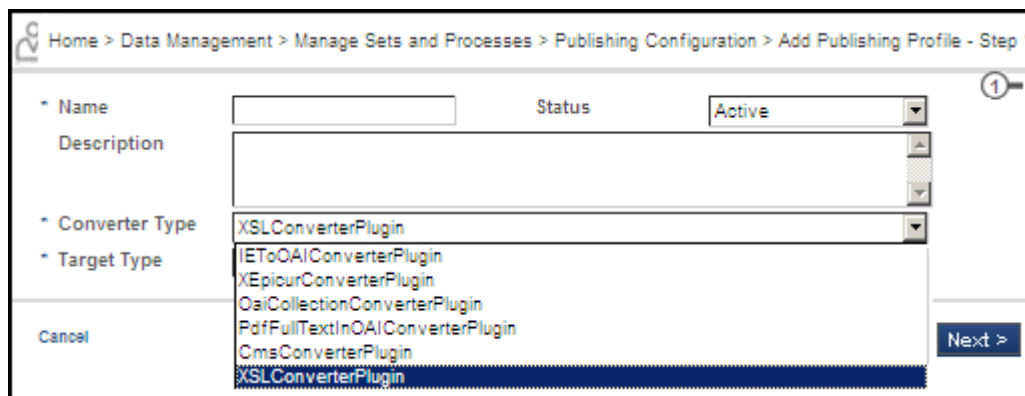 Home > Data Management > Manage Sets and Processes > Publishing Configuration > Add Publishing Profile - Step
1
* Name Status Active
Description
* Converter Type XSLConverterPlugin
* Target Type
IEToOAIConverterPlugin
XEpicurConverterPlugin
OaiCollectionConverterPlugin
PdfFullTextInOAIConverterPlugin
CmsConverterPlugin
XSLConverterPlugin
Cancel
Next >